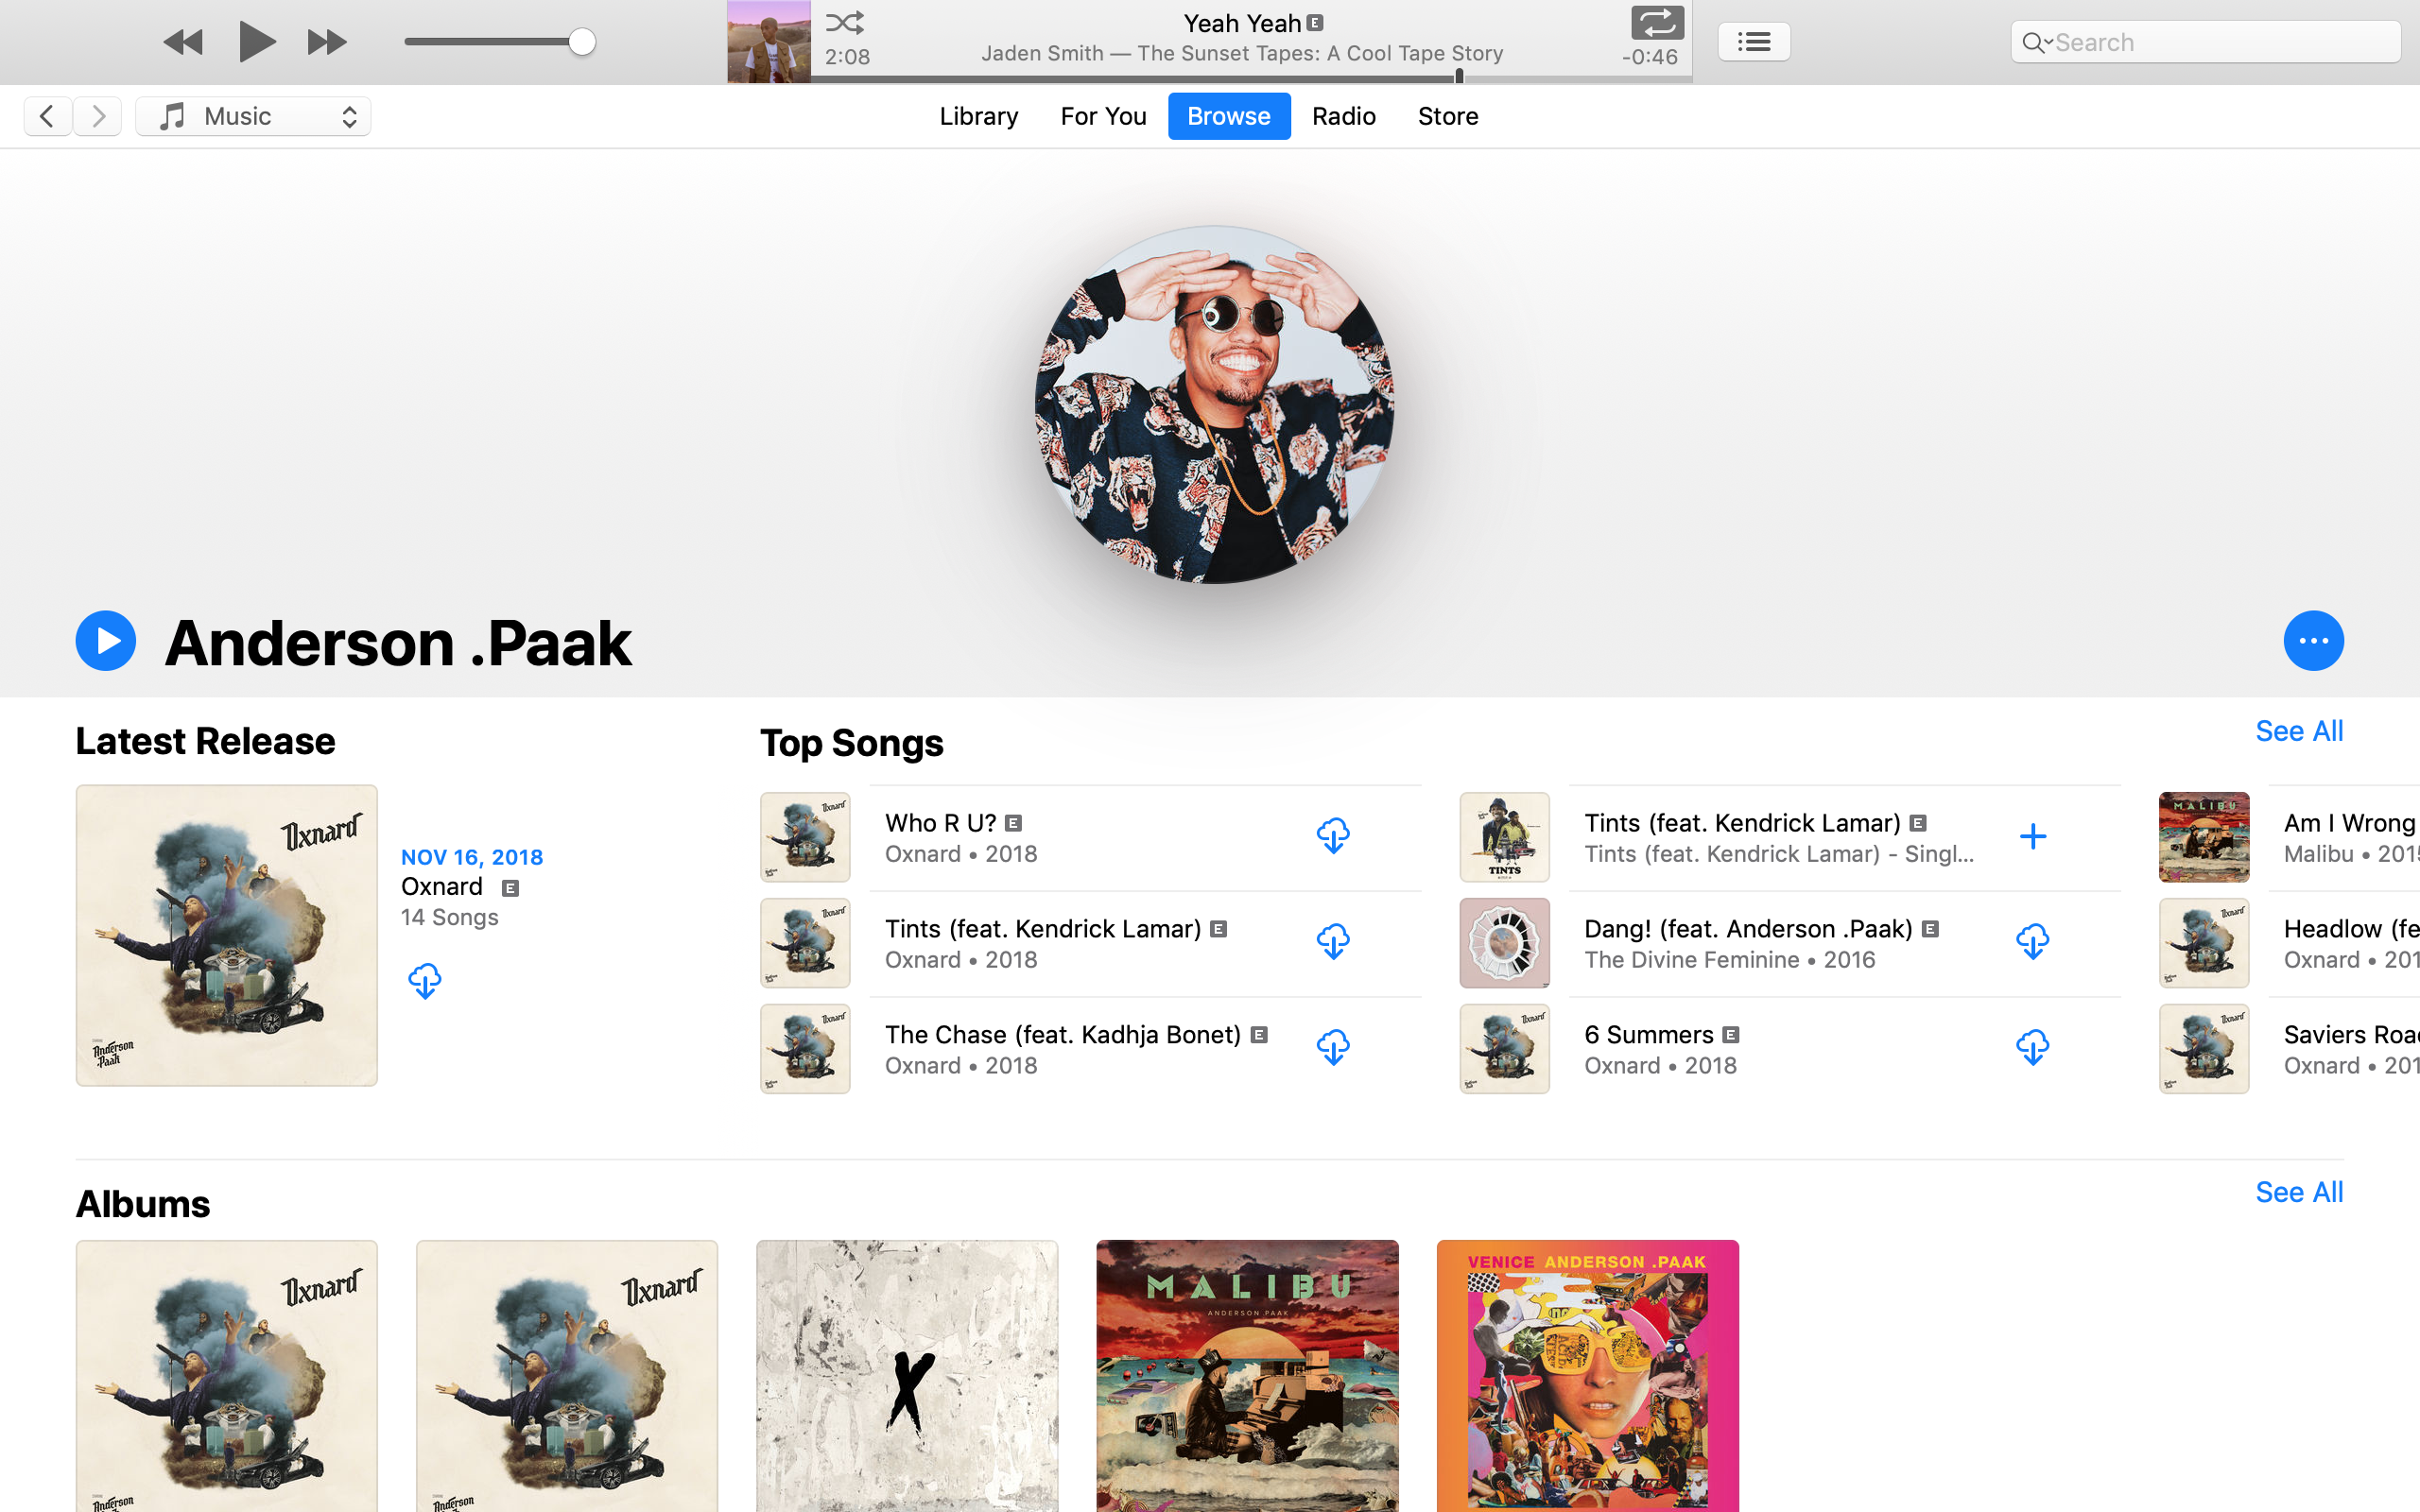 Yeah Yeah E
2:08
Jaden Smith — The Sunset Tapes: A Cool Tape Story
-0:46
Search
Music
Library
For You
Browse
Radio
Store
Anderson .Paak
Latest Release
Oxnard
Anderson
.Paak
NOV 16, 2018
Oxnard E
14 Songs
Top Songs
See All
Who R U? E
Oxnard • 2018
Tints (feat. Kendrick Lamar) E
Oxnard • 2018
The Chase (feat. Kadhja Bonet) E
Oxnard • 2018
TINTS
Tints (feat. Kendrick Lamar) E
Tints (feat. Kendrick Lamar) - Singl...
Dang! (feat. Anderson .Paak) E
The Divine Feminine • 2016
6 Summers E
Oxnard • 2018
MALIBU
Am I Wrong
Malibu • 201
Headlow (fe
Oxnard • 201
Saviers Roa
Oxnard • 201
Albums
See All
Oxnard
Anderson
Oxnard
Anderson
X
MALIBU
ANDERSON .PAAK
VENICE ANDERSON .PAAK